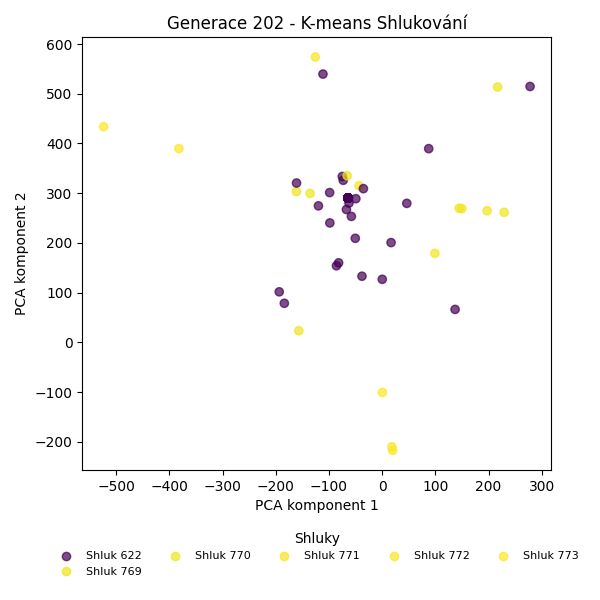 Generace 202 - K-means Shlukování
600
500
400
300
200
100
0
−100
−200
PCA komponent 2
−500 −400 −300 −200 −100 0 100 200 300
PCA komponent 1
Shluky
Shluk 622 Shluk 770 Shluk 771 Shluk 772 Shluk 773
Shluk 769